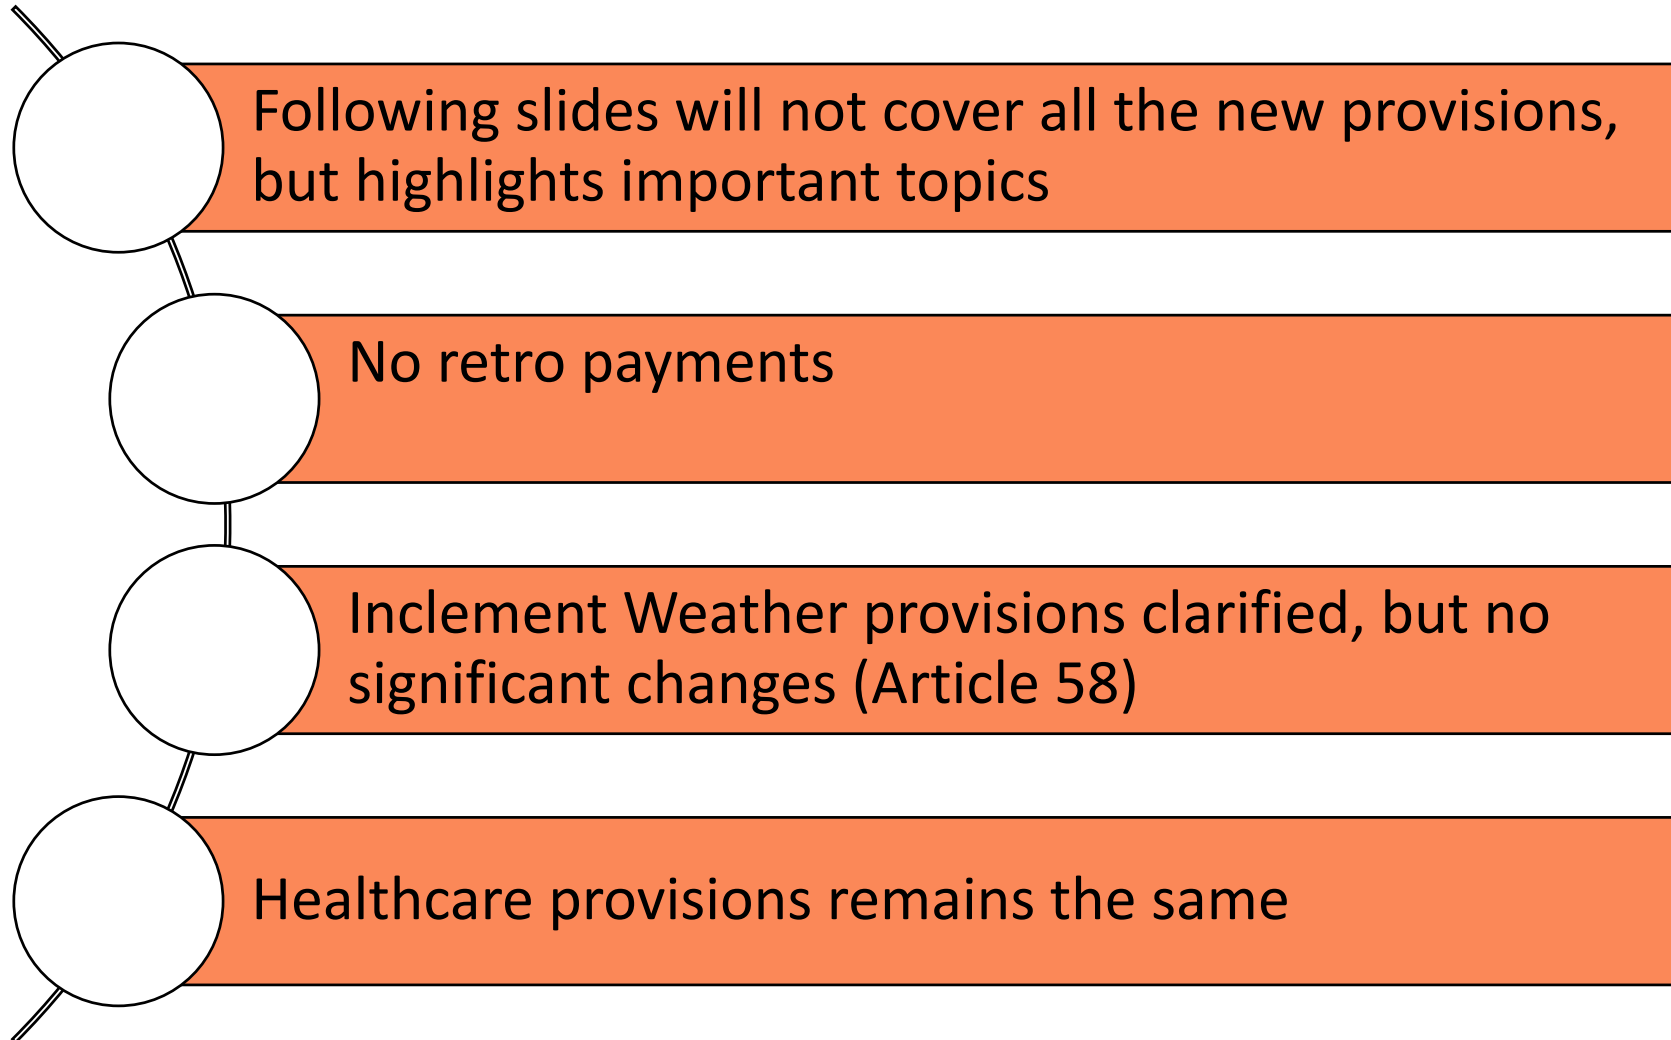 Following slides will not cover all the new provisions,
but highlights important topics
No retro payments
Inclement Weather provisions clarified, but no
significant changes (Article 58)
Healthcare provisions remains the same